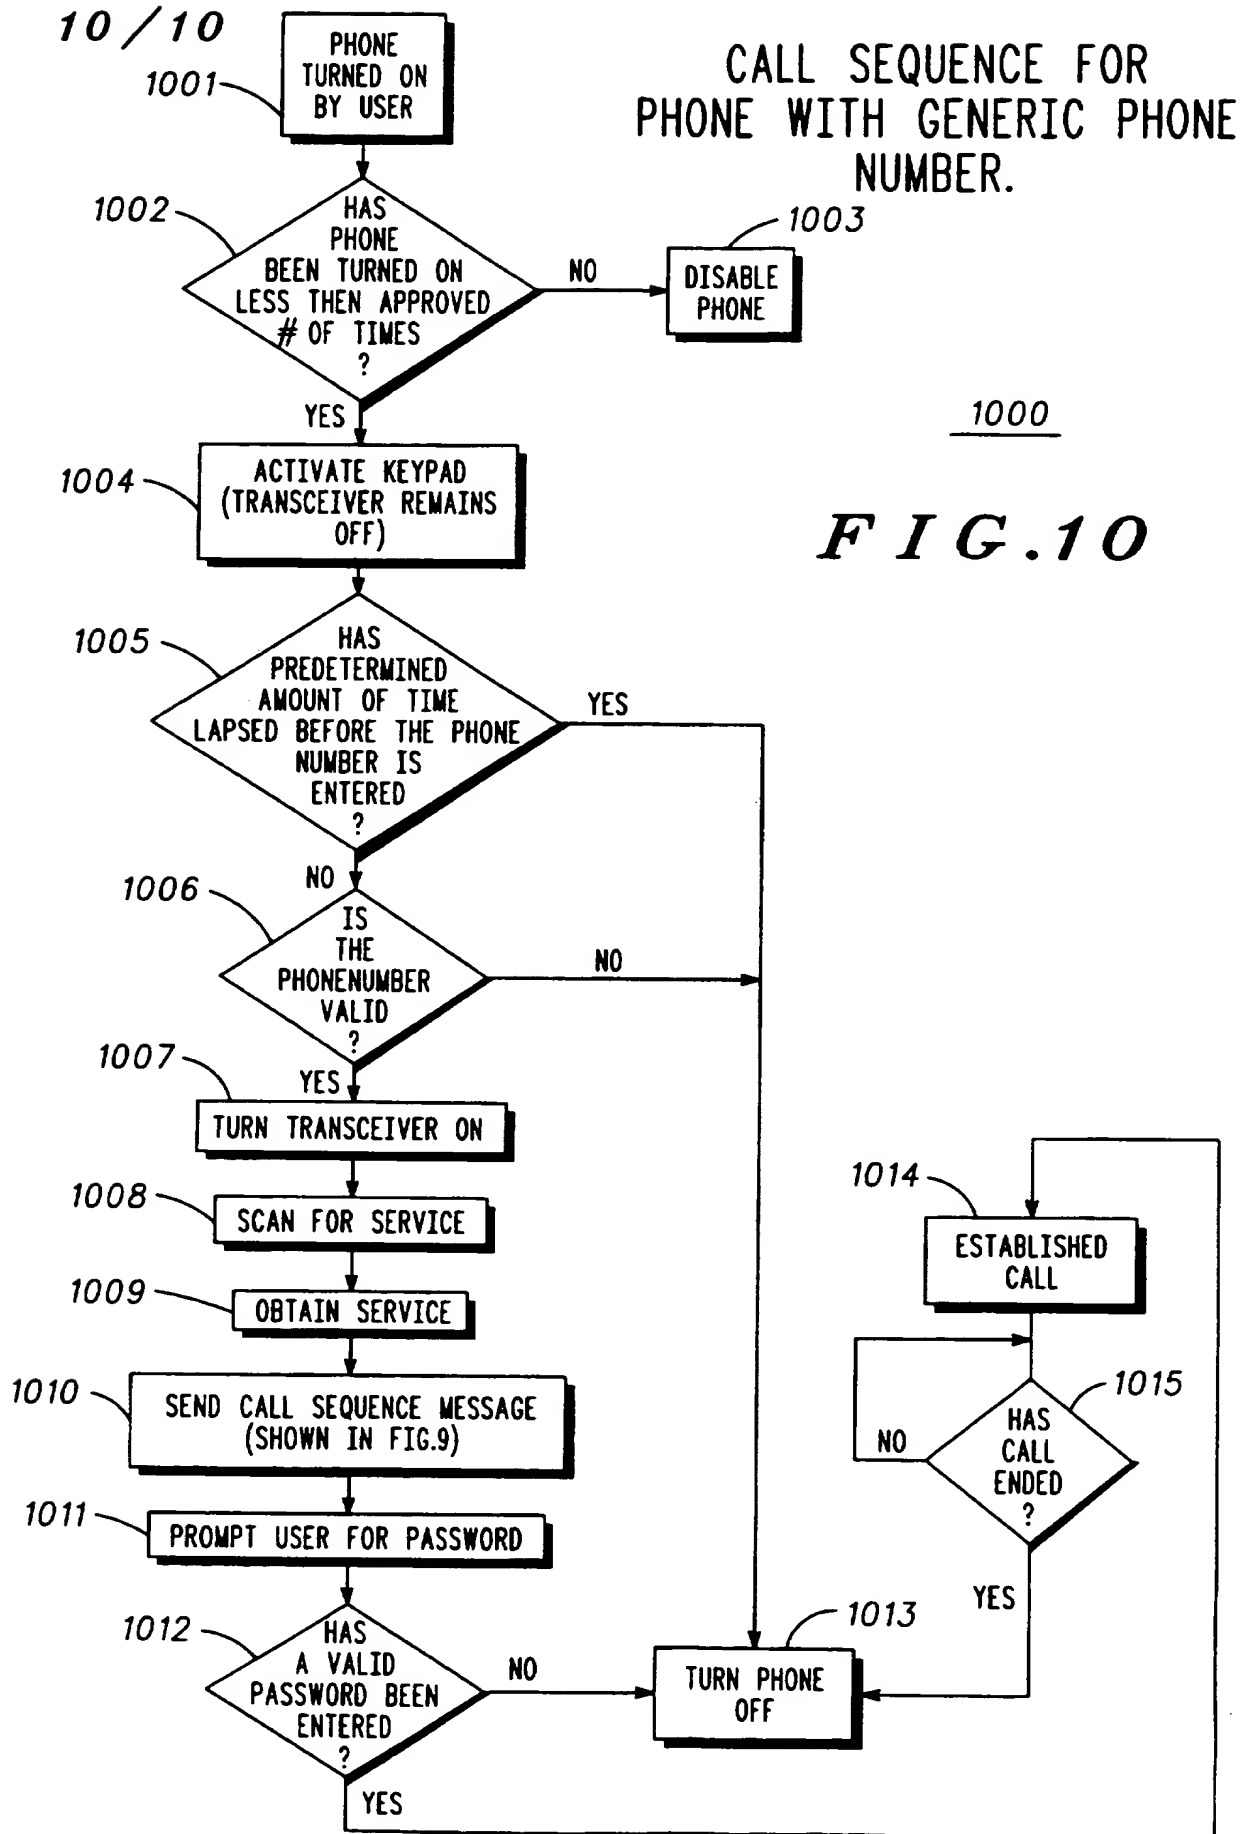 10/10
PHONE
TURNED ON
BY USER
1001
CALL SEQUENCE FOR
PHONE WITH GENERIC PHONE
NUMBER.
1002
HAS
PHONE
BEEN TURNED ON
LESS THEN APPROVED
# OF TIMES
?
NO
1003
DISABLE
PHONE
YES
1000
FIG.10
1004
ACTIVATE KEYPAD
(TRANSCEIVER REMAINS
OFF)
1005
HAS
PREDETERMINED
AMOUNT OF TIME
LAPSED BEFORE THE PHONE
NUMBER IS
ENTERED
?
YES
NO
1006
IS
THE
PHONENUMBER
VALID
?
NO
YES
1007
TURN TRANSCEIVER ON
1008
SCAN FOR SERVICE
1009
OBTAIN SERVICE
1010
SEND CALL SEQUENCE MESSAGE
(SHOWN IN FIG.9)
1011
PROMPT USER FOR PASSWORD
1012
HAS
A VALID
PASSWORD BEEN
ENTERED
?
NO
YES
1013
TURN PHONE
OFF
1014
ESTABLISHED
CALL
1015
HAS
CALL
ENDED
?
NO
YES